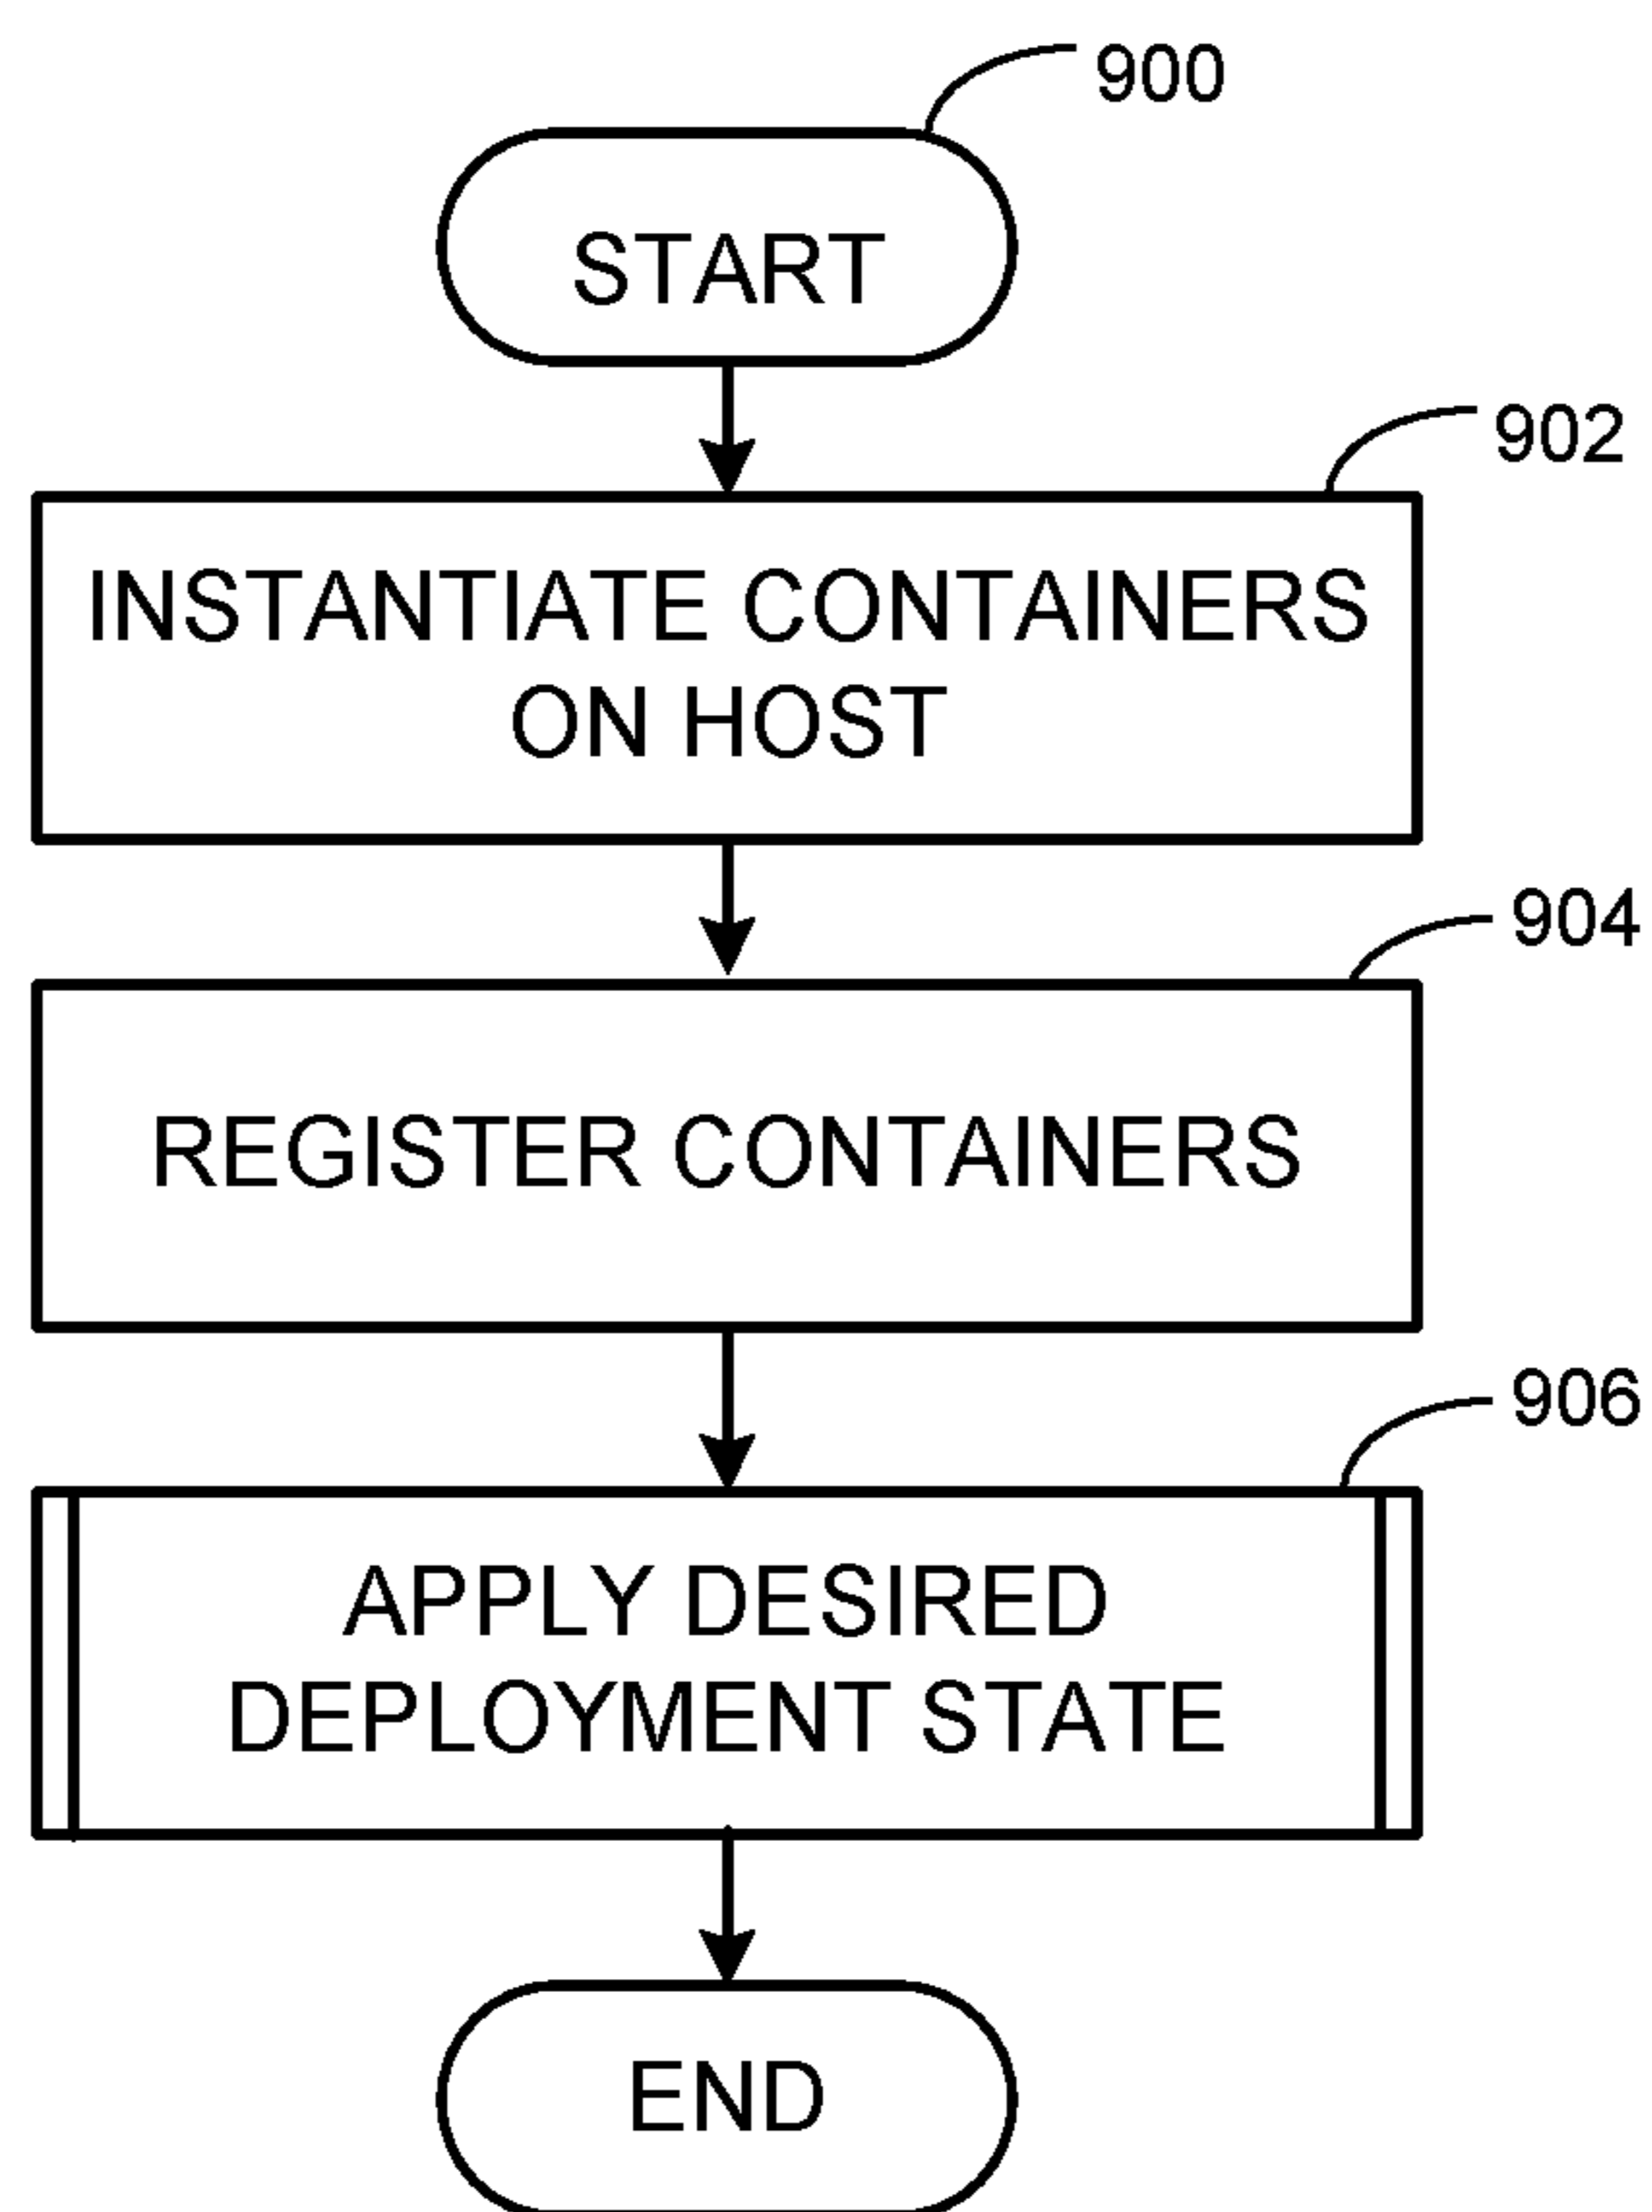 900
START
902
INSTANTIATE CONTAINERS
ON HOST
904
REGISTER CONTAINERS
906
APPLY DESIRED
DEPLOYMENT STATE
END